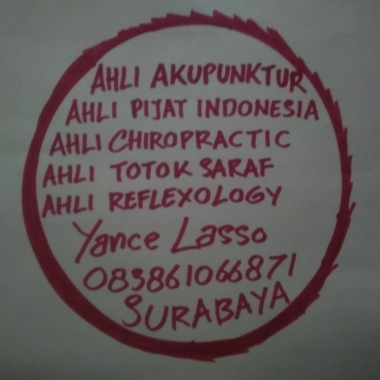 AHLI AKUPUNKTUR
AHLI PIJAT INDONESIA
AHLI CHIROPRACTIC
AHLI TOTOK SARAF
AHLI REFLEXOLOGY
Yance Lasso
083861066871
SURABAYA